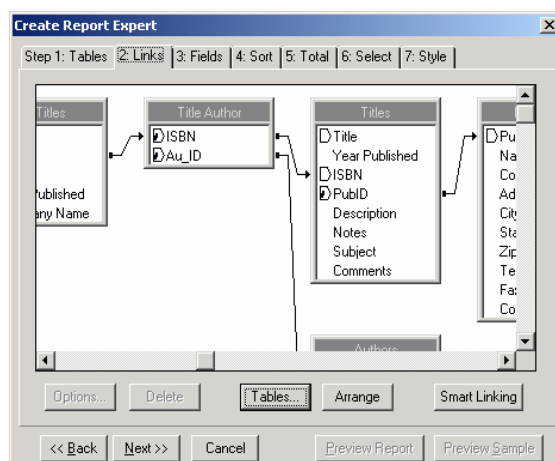 Create Report Expert
Step 1: Tables 2: Links 3: Fields 4: Sort 5: Total 6: Select 7: Style
Titles
Published
any Name
Title Author
ISBN
Au_ID
Titles
Title
Year Published
ISBN
PubID
Description
Notes
Subject
Comments
Pu
Na
Co
Ad
City
Sta
Zip
Te
Fa
Co
Authors
Options... Delete Tables... Arrange Smart Linking
<< Back Next >> Cancel Preview Report Preview Sample